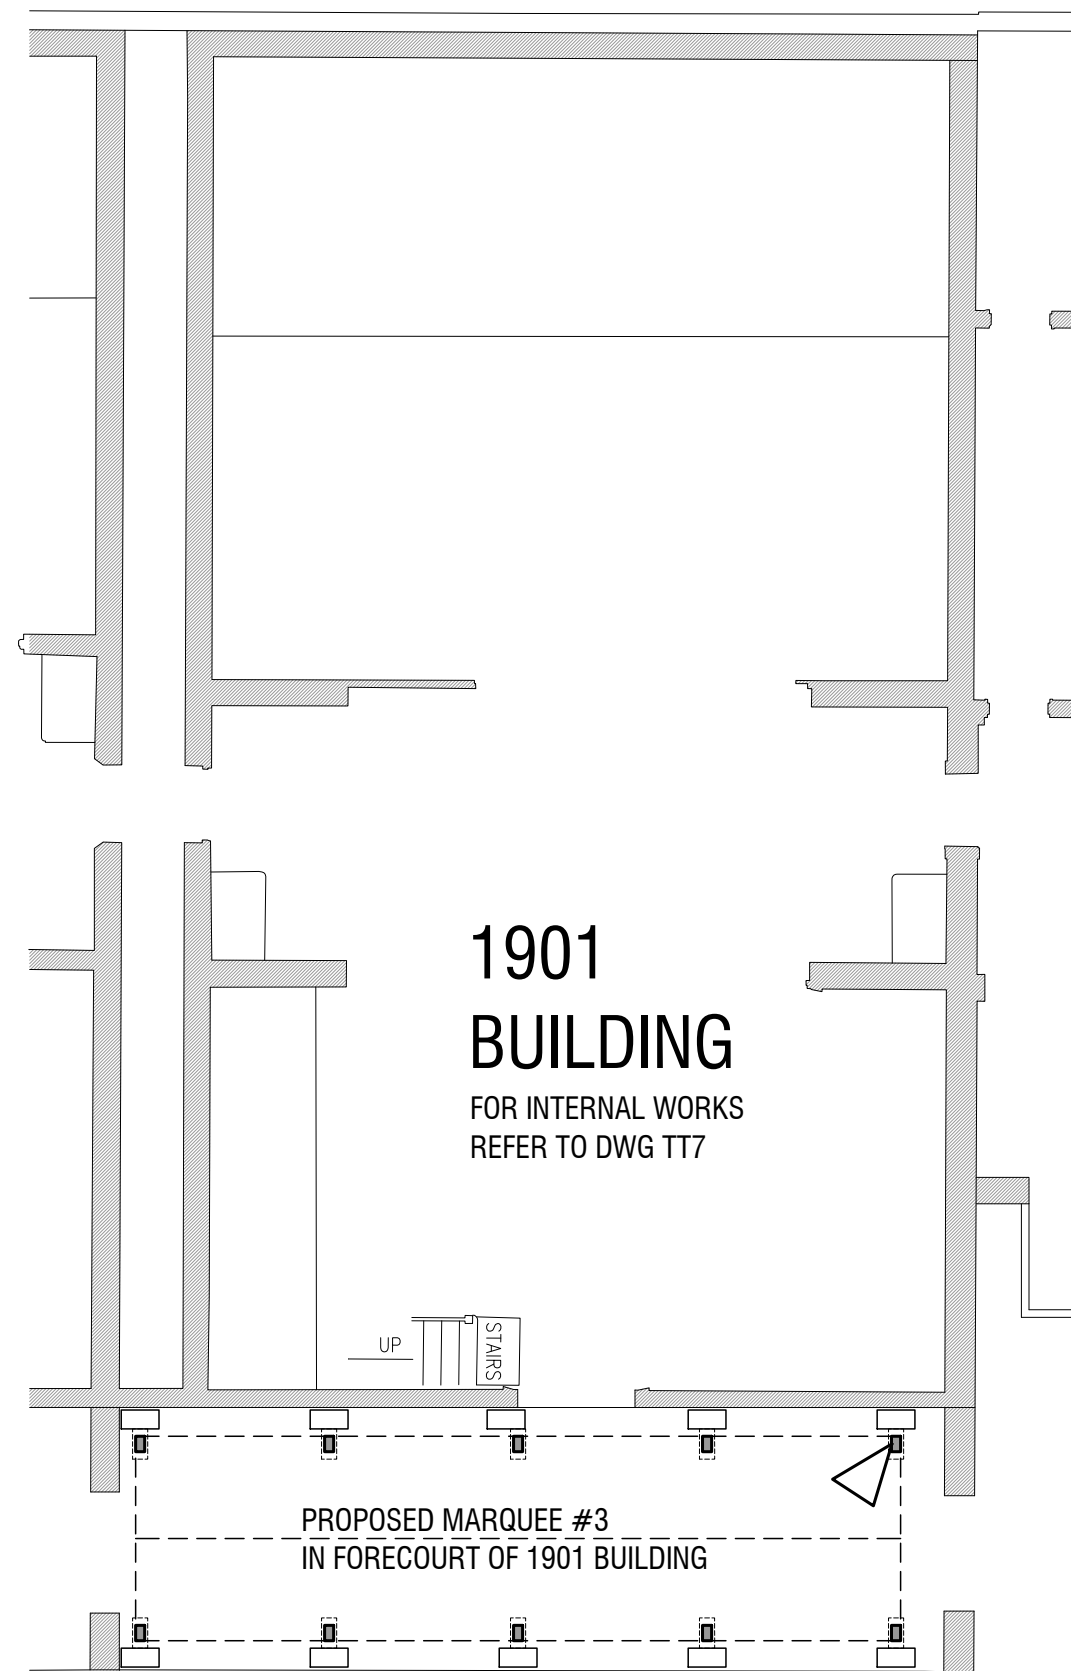 1901
BUILDING
FOR INTERNAL WORKS
REFER TO DWG TT7
UP
STAIRS
PROPOSED MARQUEE #3
IN FORECOURT OF 1901 BUILDING